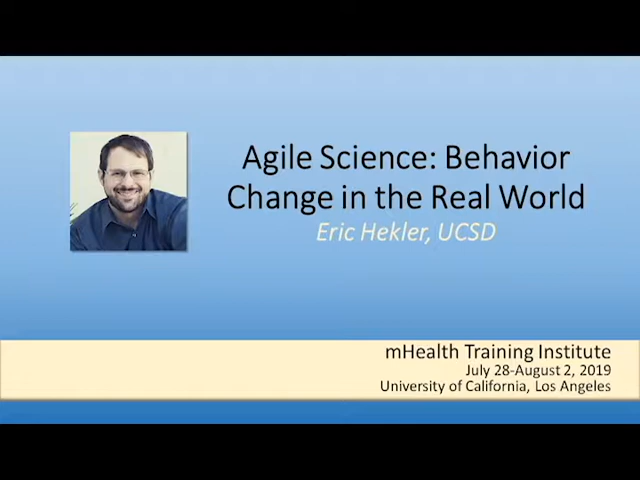 Agile Science: Behavior
Change in the Real World
Eric Hekler, UCSD
mHealth Training Institute
July 28-August 2, 2019
University of California, Los Angeles